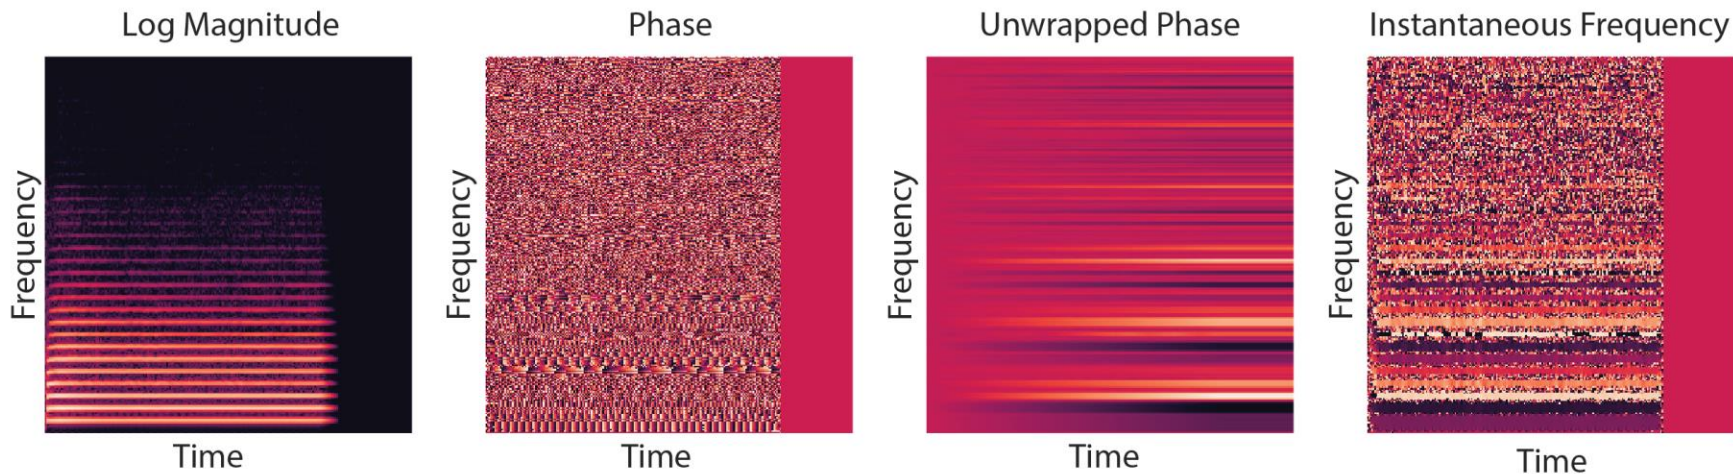 Log Magnitude
Phase
Unwrapped Phase
Instantaneous Frequency
Frequency
Frequency
Frequency
Frequency
Time
Time
Time
Time